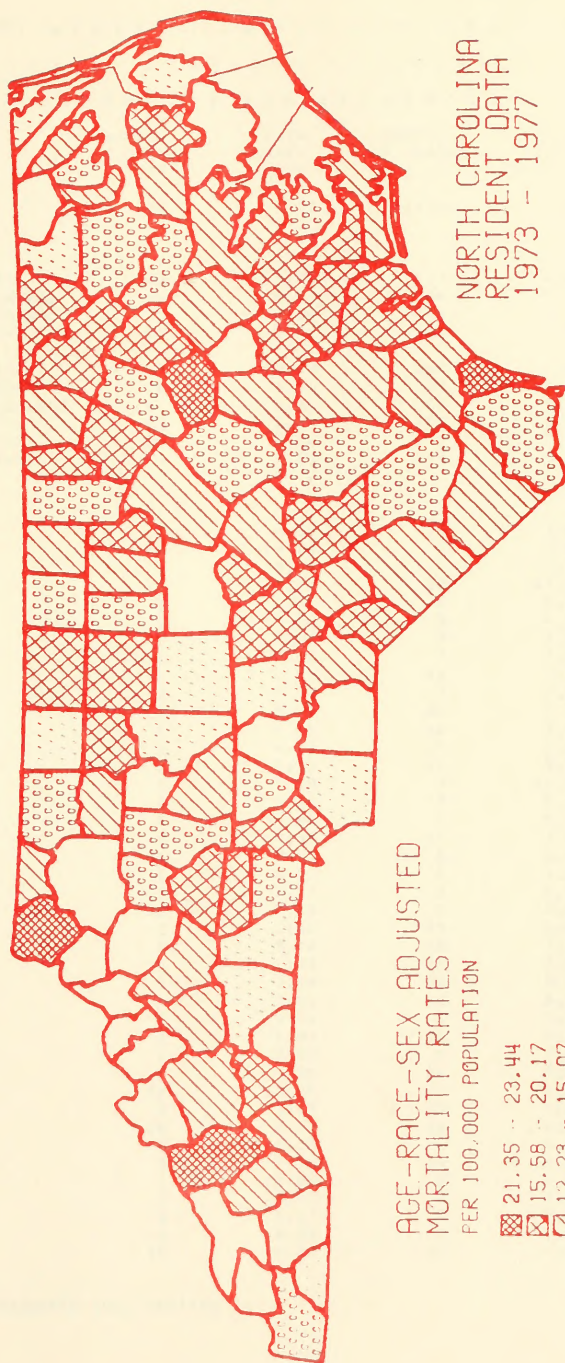 NORTH CAROLINA
RESIDENT DATA
1973 - 1977
AGE-RACE-SEX ADJUSTED
MORTALITY RATES
PER 100,000 POPULATION
21.35 - 23.44
15.58 - 20.17